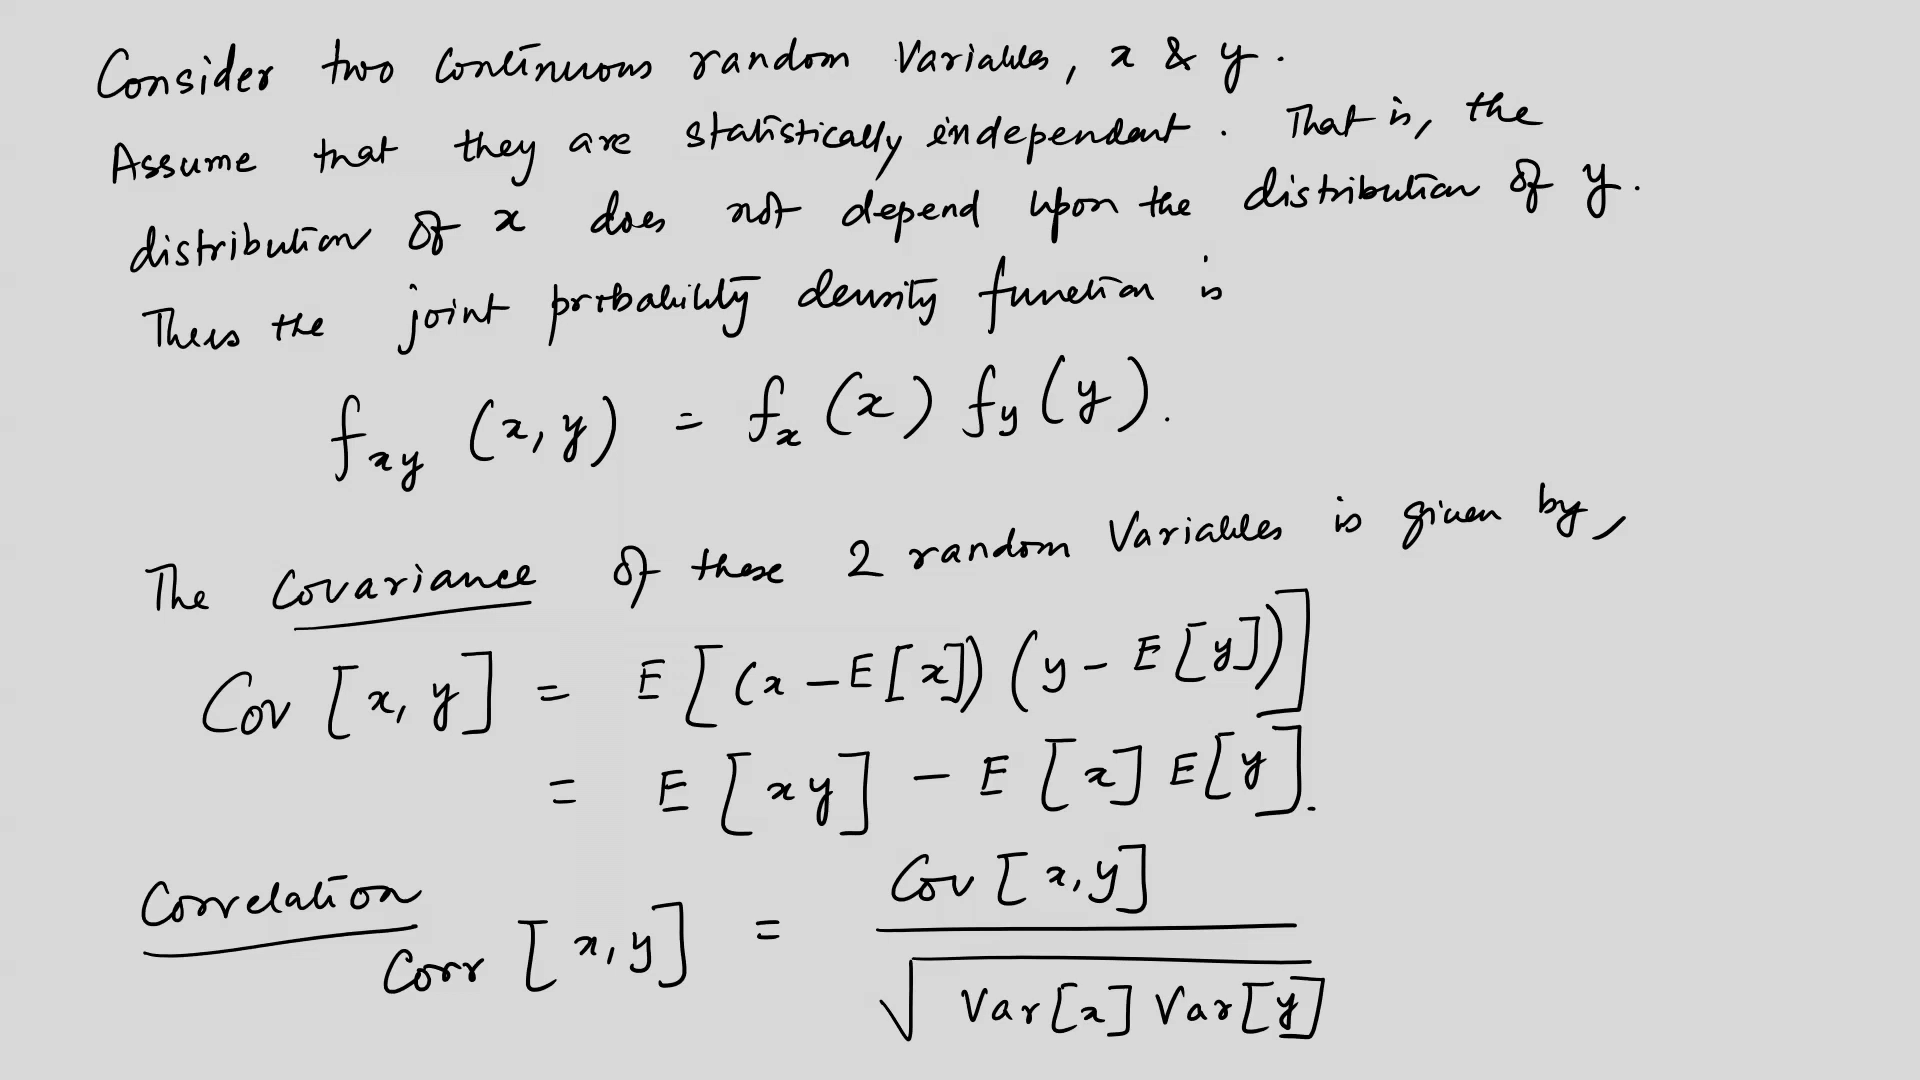 Consider two continuous random variables, x & y.
Assume that they are statistically independent. That is, the
distribution of x does not depend upon the distribution of y.
Thus the joint probability density function is
f_xy (x, y) = f_x (x) f_y (y).
The Covariance of these 2 random variables is given by,
Cov [x, y] = E [(x - E[x]) (y - E[y])]
= E [xy] - E [x] E[y].
Correlation
Corr [x, y] = Cov [x, y] / √(Var[x] Var[y])